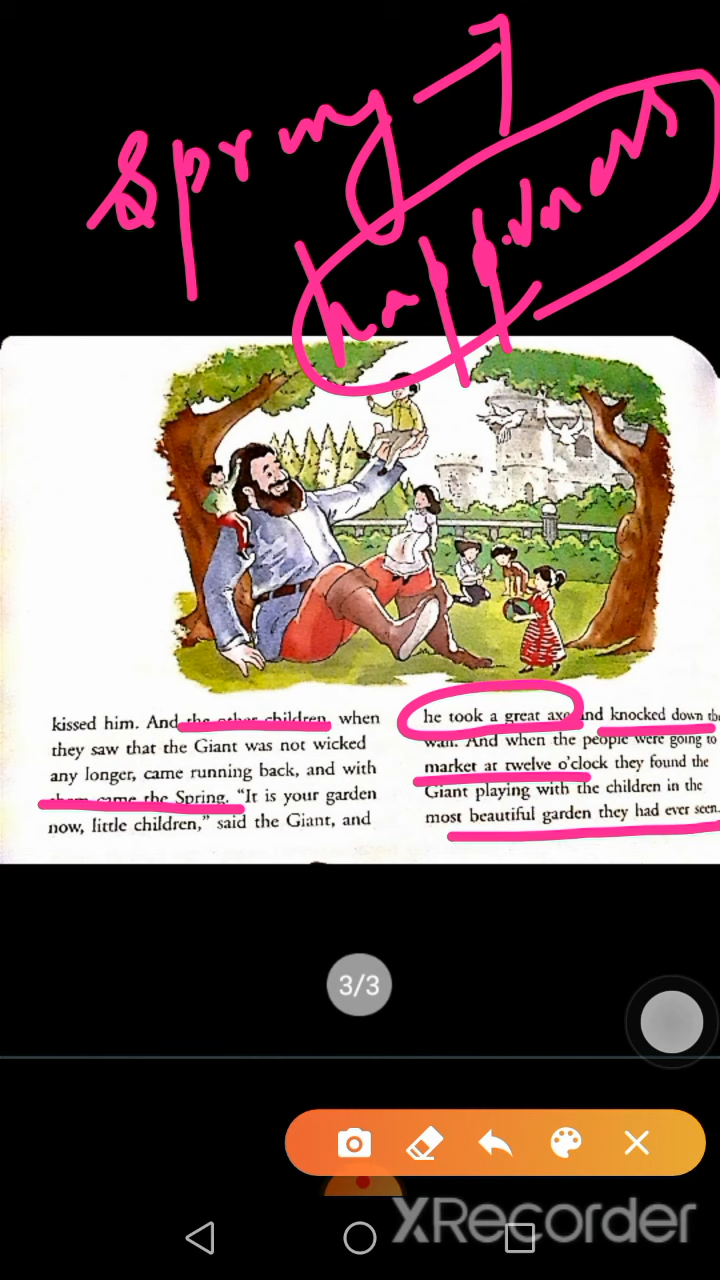 Spring →
happiness
kissed him. And the other children, when
they saw that the Giant was not wicked
any longer, came running back, and with
them came the Spring. "It is your garden
now, little children," said the Giant, and
he took a great axe and knocked down the
wall. And when the people were going to
market at twelve o'clock they found the
Giant playing with the children in the
most beautiful garden they had ever seen.
3/3
XRecorder